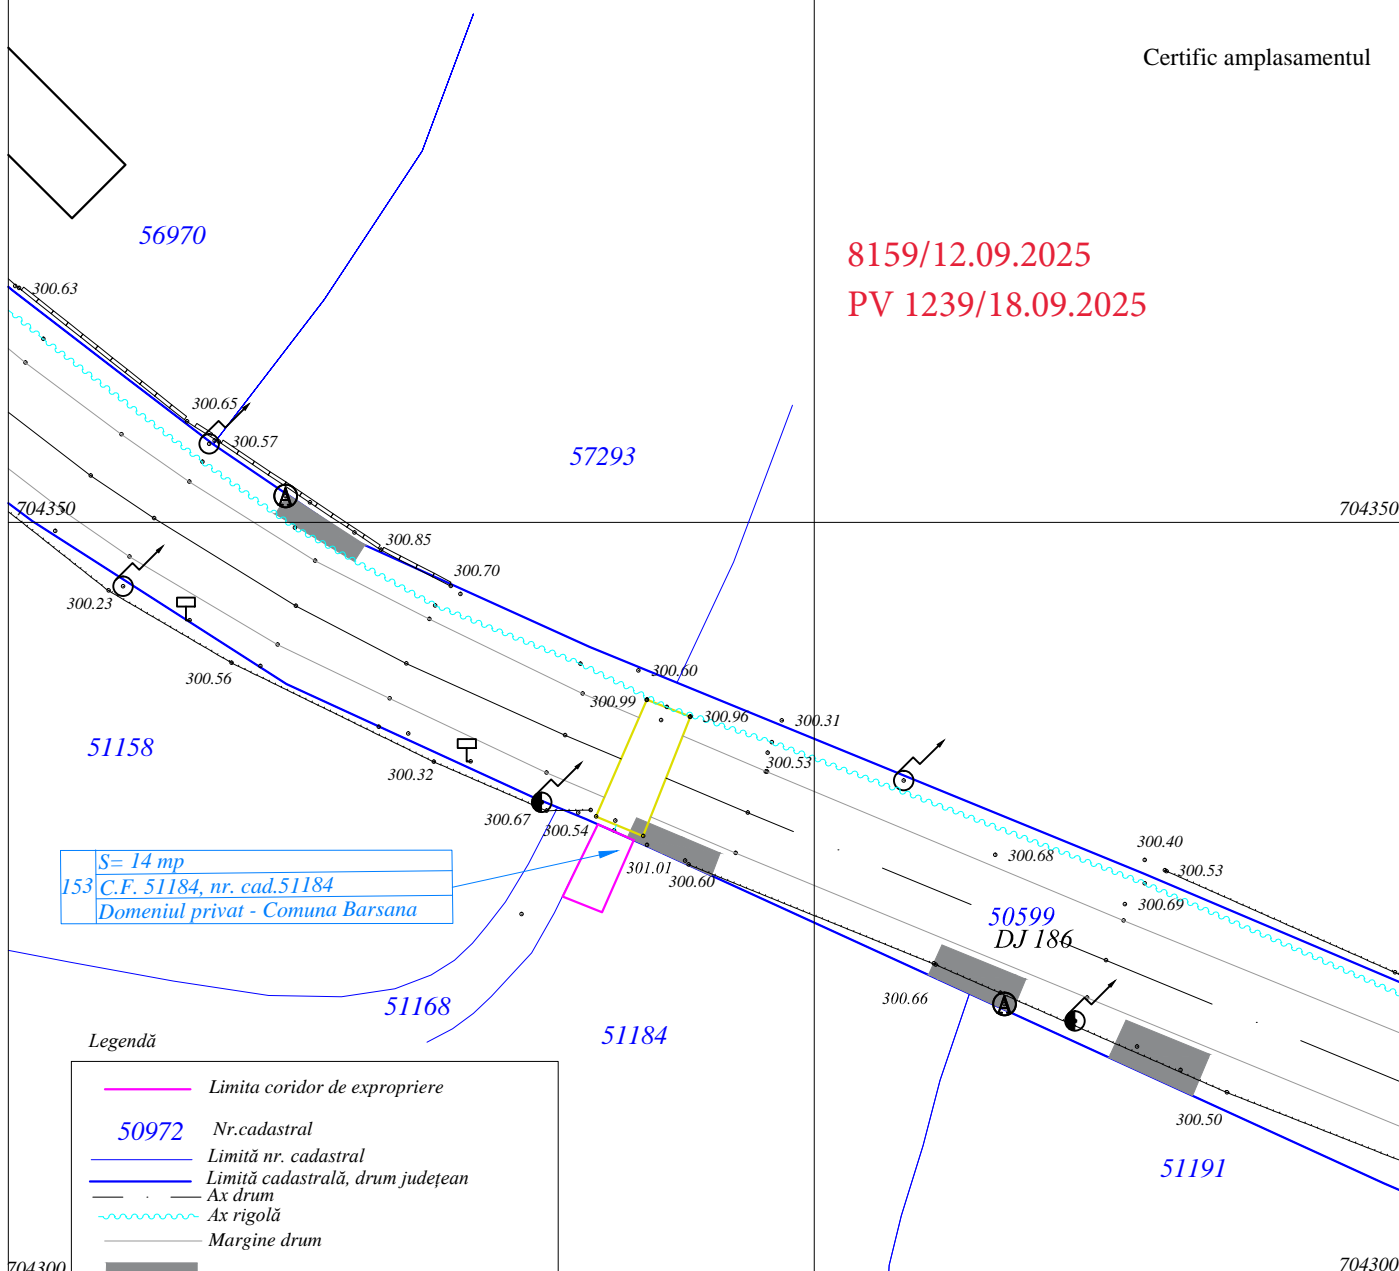 Certific amplasamentul
56970
8159/12.09.2025
300.63
PV 1239/18.09.2025
300.65
300.57
57293
A
704350
704350
300.85
300.70
300.23
300.60
300.56
300.99
300.96
300.31
51158
300.53
300.32
300.67
300.54
300.40
300.68
301.01
300.53
300.60
153
S= 14 mp
C.F. 51184, nr. cad.51184
Domeniul privat - Comuna Barsana
300.69
50599
DJ 186
300.66
A
51168
51184
Legendă
Limita coridor de expropriere
300.50
50972 Nr.cadastral
Limită nr. cadastral
51191
Limită cadastrală, drum județean
Ax drum
Ax rigolă
Margine drum
704300
704300